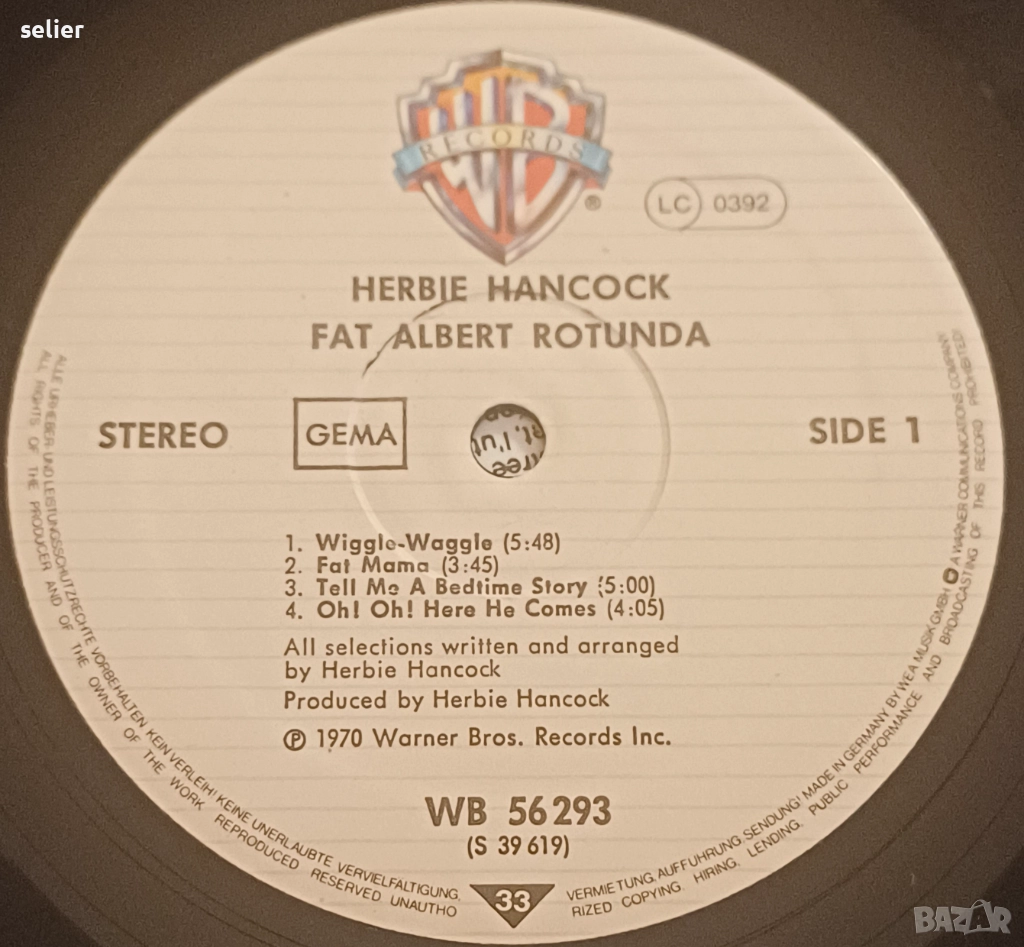 selier
WB
RECORDS
®
LC 0392
HERBIE HANCOCK
FAT ALBERT ROTUNDA
STEREO
GEMA
SIDE 1
1. Wiggle-Waggle (5:48)
2. Fat Mama (3:45)
3. Tell Me A Bedtime Story (5:00)
4. Oh! Oh! Here He Comes (4:05)
All selections written and arranged
by Herbie Hancock
Produced by Herbie Hancock
℗ 1970 Warner Bros. Records Inc.
WB 56 293
(S 39 619)
33
ALLE URHEBER- UND LEISTUNGSSCHUTZRECHTE VORBEHALTEN KEIN VERLEIH! KEINE UNERLAUBTE VERVIELFÄLTIGUNG, VERMIETUNG, AUFFÜHRUNG, SENDUNG! MADE IN GERMANY BY WEA MUSIK GMBH A WARNER COMMUNICATIONS COMPANY
ALL RIGHTS OF THE PRODUCER AND OF THE OWNER OF THE WORK REPRODUCED RESERVED. UNAUTHORIZED COPYING, HIRING, LENDING, PUBLIC PERFORMANCE AND BROADCASTING OF THIS RECORD PROHIBITED!
BAZAR